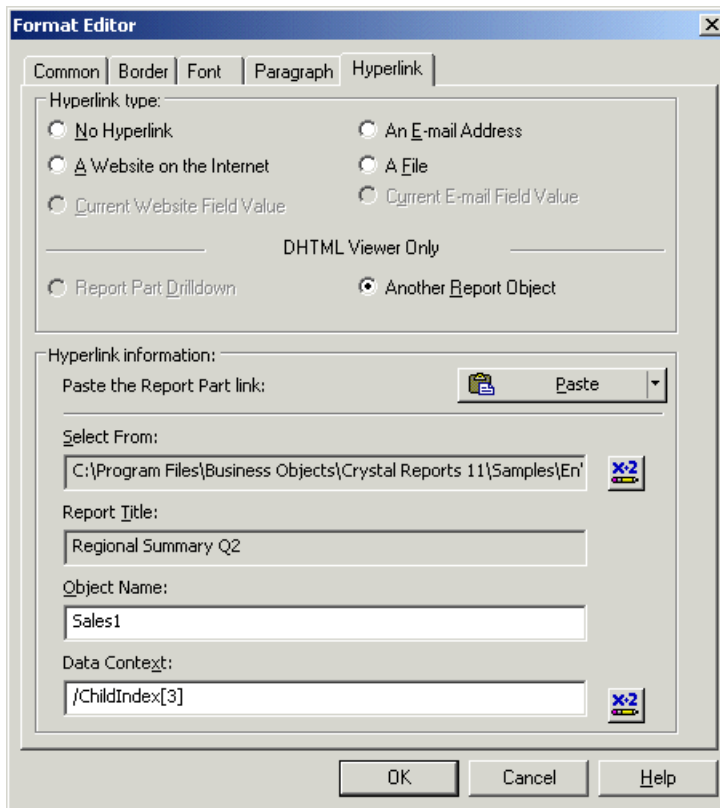 Format Editor
Common Border Font Paragraph Hyperlink
Hyperlink type:
No Hyperlink An E-mail Address
A Website on the Internet A File
Current Website Field Value Current E-mail Field Value
DHTML Viewer Only
Report Part Drilldown Another Report Object
Hyperlink information:
Paste the Report Part link: Paste
Select From:
C:\Program Files\Business Objects\Crystal Reports 11\Samples\En'
x+2
Report Title:
Regional Summary Q2
Object Name:
Sales1
Data Context:
/ChildIndex[3]
x+2
OK Cancel Help